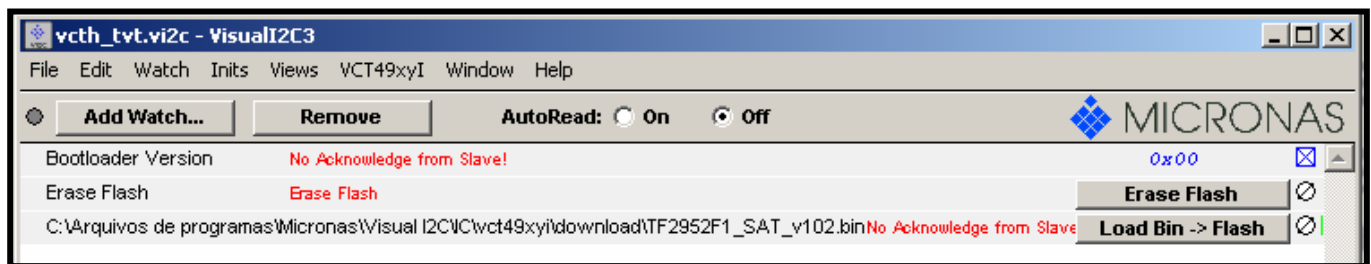 vcth_tvt.vi2c - VisualI2C3
File Edit Watch Inits Views VCT49xyI Window Help
Add Watch... Remove AutoRead: On Off MICRONAS
Bootloader Version No Acknowledge from Slave! 0x00
Erase Flash Erase Flash Erase Flash
C:\Arquivos de programas\Micronas\Visual I2C\IC\vct49xyi\download\TF2952F1_SAT_v102.bin No Acknowledge from Slave Load Bin -> Flash